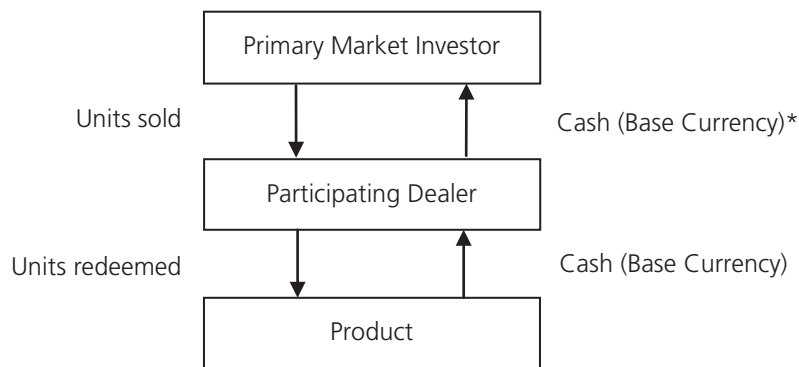 Primary Market Investor
Units sold
Cash (Base Currency)*
Participating Dealer
Units redeemed
Cash (Base Currency)
Product